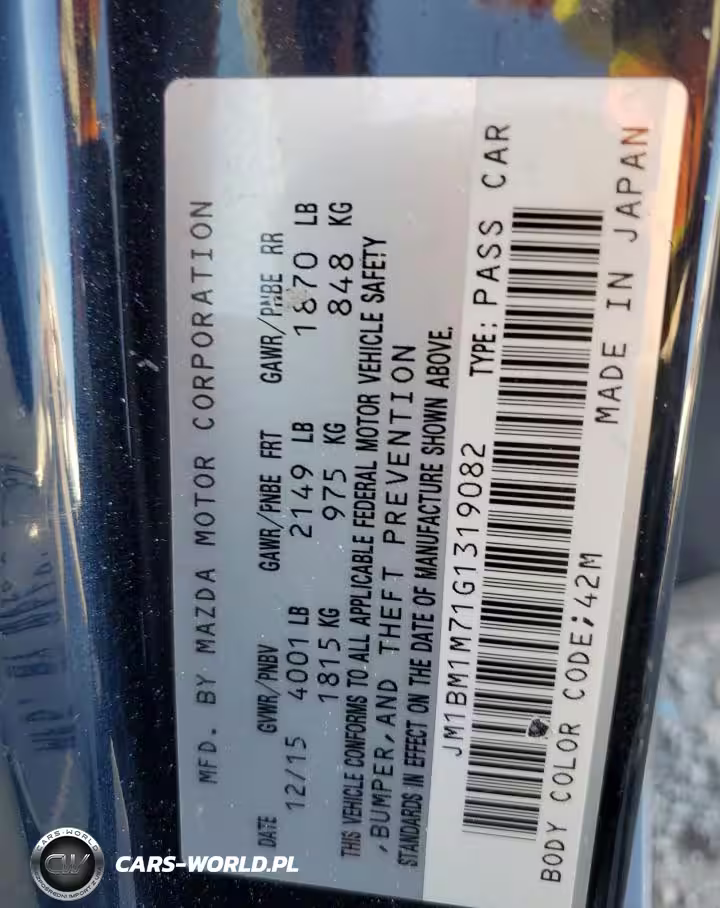 MFD. BY MAZDA MOTOR CORPORATION
DATE GVWR/PNBV GAWR/PNBE FRT GAWR/PNBE RR
12/15 4001 LB 2149 LB 1870 LB
1815 KG 975 KG 848 KG
THIS VEHICLE CONFORMS TO ALL APPLICABLE FEDERAL MOTOR VEHICLE SAFETY
,BUMPER,AND THEFT PREVENTION
STANDARDS IN EFFECT ON THE DATE OF MANUFACTURE SHOWN ABOVE.
JM1BM1M71G1319082 TYPE: PASS CAR
BODY COLOR CODE;42M MADE IN JAPAN
CARS-WORLD
CW
CARS-WORLD.PL